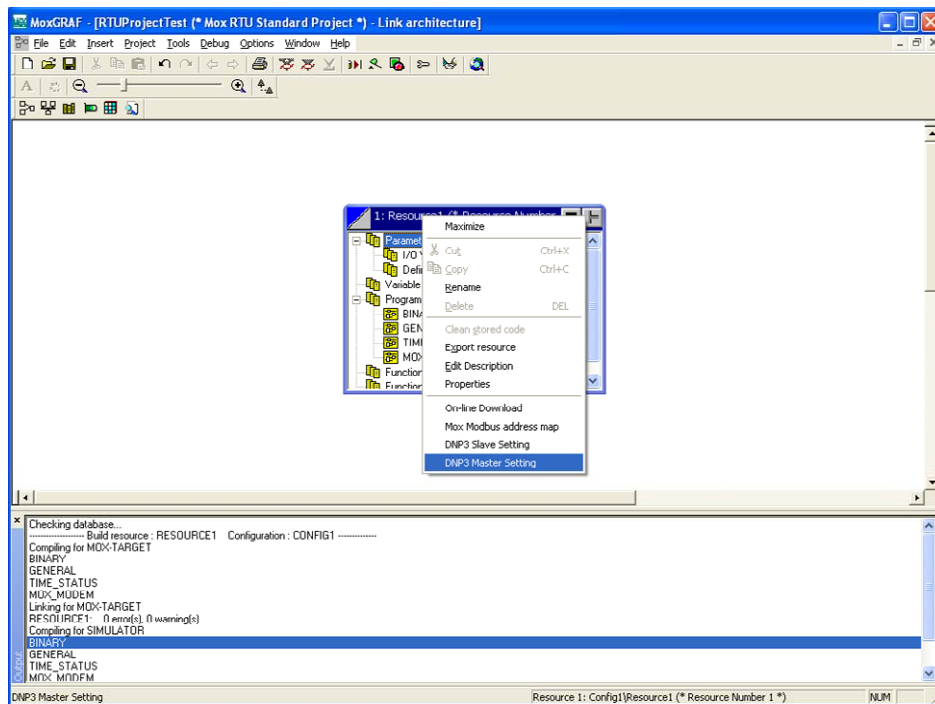 MoxGRAF - [RTUProjectTest (* Mox RTU Standard Project *) - Link architecture]
File Edit Insert Project Tools Debug Options Window Help
1: Resource1 (* Resource Number
Maximize
Cut Ctrl+X
Copy Ctrl+C
Rename
Delete DEL
Clean stored code
Export resource
Edit Description
Properties
On-line Download
Mox Modbus address map
DNP3 Slave Setting
DNP3 Master Setting
Paramet
I/O
Defi
Variable
Program
BINA
GEN
TIMI
MOX
Function
Function
Checking database...
------------------- Build resource : RESOURCE1 Configuration : CONFIG1 -------------
Compiling for MOX-TARGET
BINARY
GENERAL
TIME_STATUS
MOX_MODEM
Linking for MOX-TARGET
RESOURCE1: 0 error(s), 0 warning(s)
Compiling for SIMULATOR
BINARY
GENERAL
TIME_STATUS
MOX_MODEM
Output
DNP3 Master Setting Resource 1: Config1\Resource1 (* Resource Number 1 *) NUM